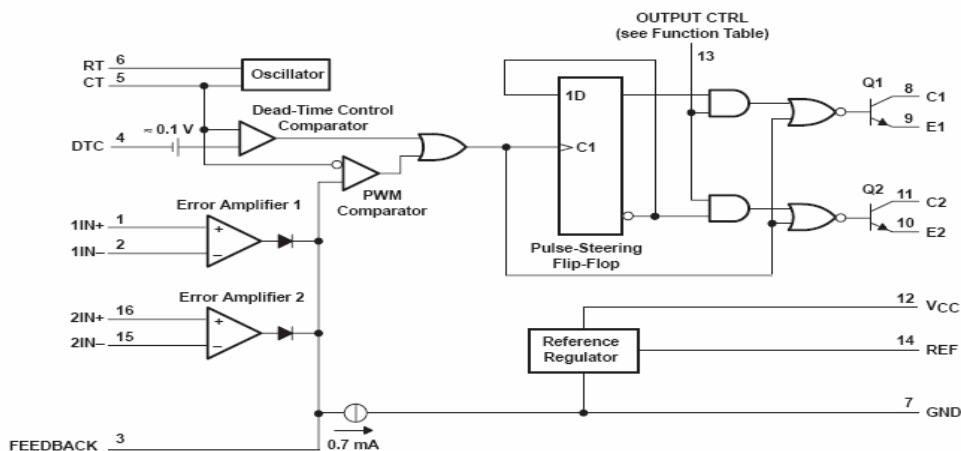 OUTPUT CTRL
(see Function Table)
13
RT 6
CT 5
Oscillator
Dead-Time Control
Comparator
≈ 0.1 V
DTC 4
PWM
Comparator
1D
C1
Pulse-Steering
Flip-Flop
Q1
8 C1
9 E1
Q2
11 C2
10 E2
Error Amplifier 1
1IN+ 1
+
1IN– 2
–
Error Amplifier 2
2IN+ 16
+
2IN– 15
–
12 VCC
Reference
Regulator
14 REF
7 GND
0.7 mA
FEEDBACK 3